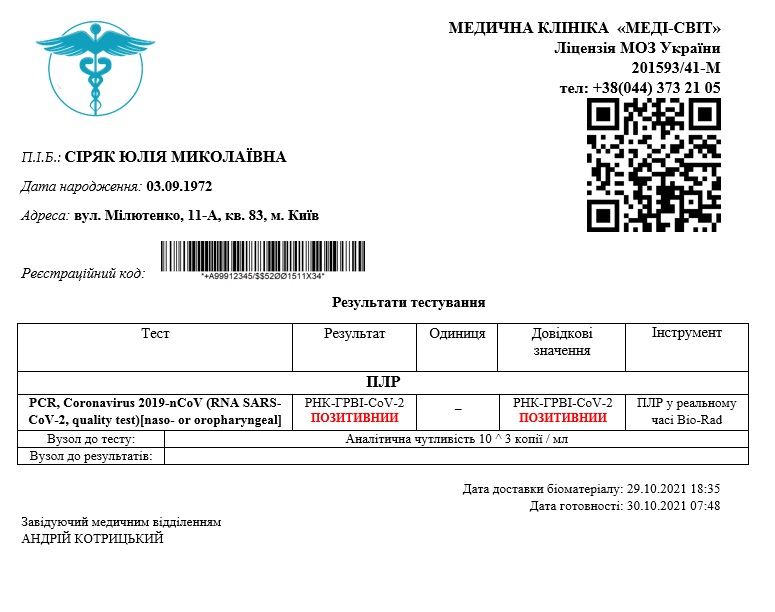 МЕДИЧНА КЛІНІКА «МЕДІ-СВІТ»
Ліцензія МОЗ України
201593/41-М
тел: +38(044) 373 21 05
П.І.Б.: СІРЯК ЮЛІЯ МИКОЛАЇВНА
Дата народження: 03.09.1972
Адреса: вул. Мілютенко, 11-А, кв. 83, м. Київ
Реєстраційний код:
*+A99912345/$$52ØØ1511X34*
Результати тестування
Тест Результат Одиниця Довідкові значення Інструмент
ПЛР
PCR, Coronavirus 2019-nCoV (RNA SARS- РНК-ГРВІ-CoV-2 – РНК-ГРВІ-CoV-2 ПЛР у реальному
CoV-2, quality test)[naso- or oropharyngeal] ПОЗИТИВНИИ ПОЗИТИВНИИ часі Bio-Rad
Вузол до тесту: Аналітична чутливість 10 ^ 3 копії / мл
Вузол до результатів:
Дата доставки біоматеріалу: 29.10.2021 18:35
Дата готовності: 30.10.2021 07:48
Завідуючий медичним відділенням
АНДРІЙ КОТРИЦЬКИЙ